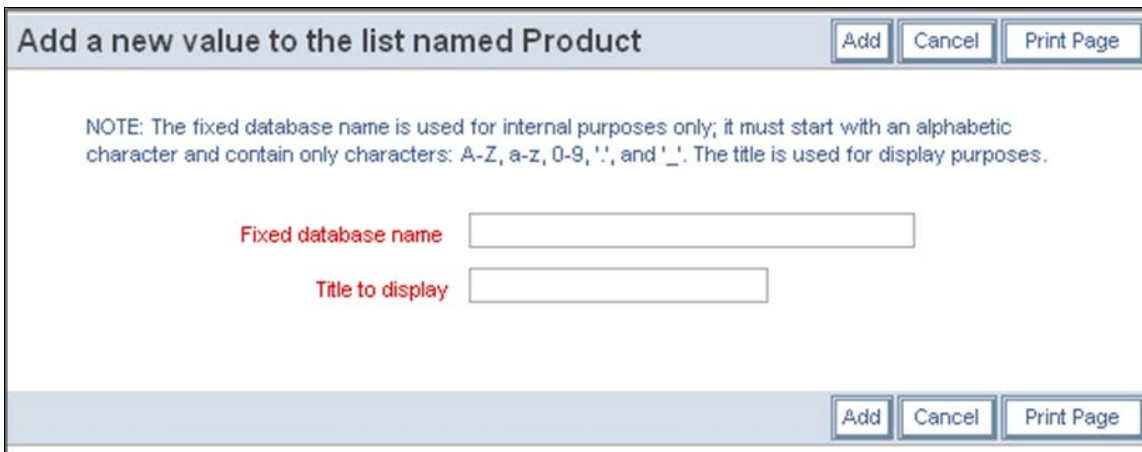 Add a new value to the list named Product
Add Cancel Print Page
NOTE: The fixed database name is used for internal purposes only; it must start with an alphabetic
character and contain only characters: A-Z, a-z, 0-9, '.', and '_'. The title is used for display purposes.
Fixed database name
Title to display
Add Cancel Print Page